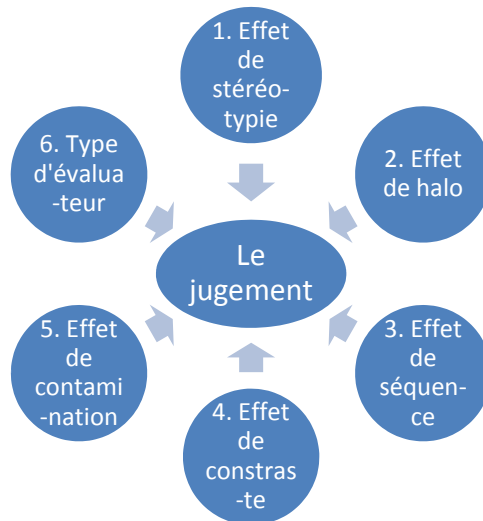 1. Effet
de
stéréo-
typie
2. Effet
de halo
3. Effet
de
séquen-
ce
4. Effet
de
constras
-te
5. Effet
de
contami
-nation
6. Type
d'évalua
-teur
Le
jugement